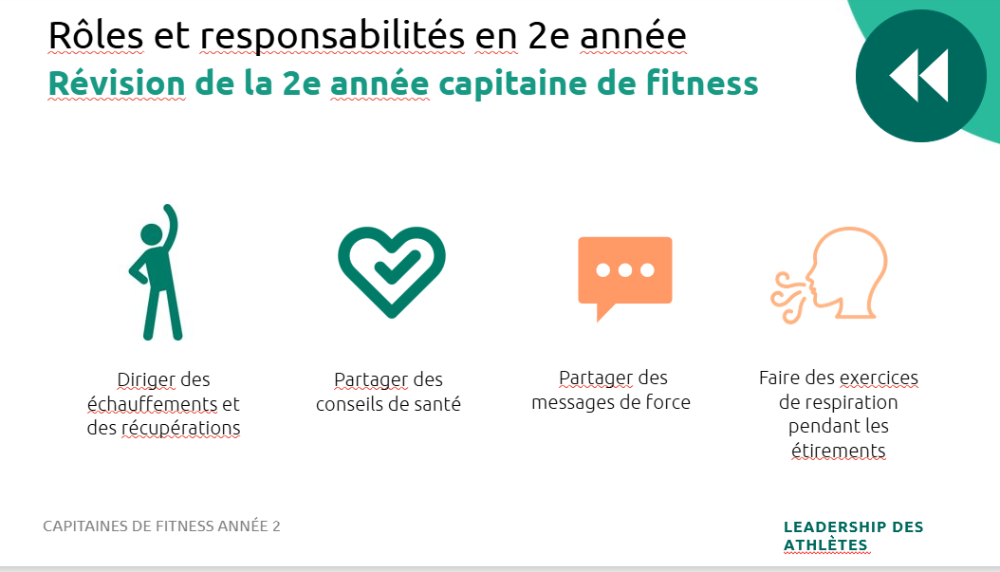 Rôles et responsabilités en 2e année
Révision de la 2e année capitaine de fitness
Diriger des
échauffements et
des récupérations
Partager des
conseils de santé
Partager des
messages de force
Faire des exercices
de respiration
pendant les
étirements
CAPITAINES DE FITNESS ANNÉE 2
LEADERSHIP DES
ATHLÈTES